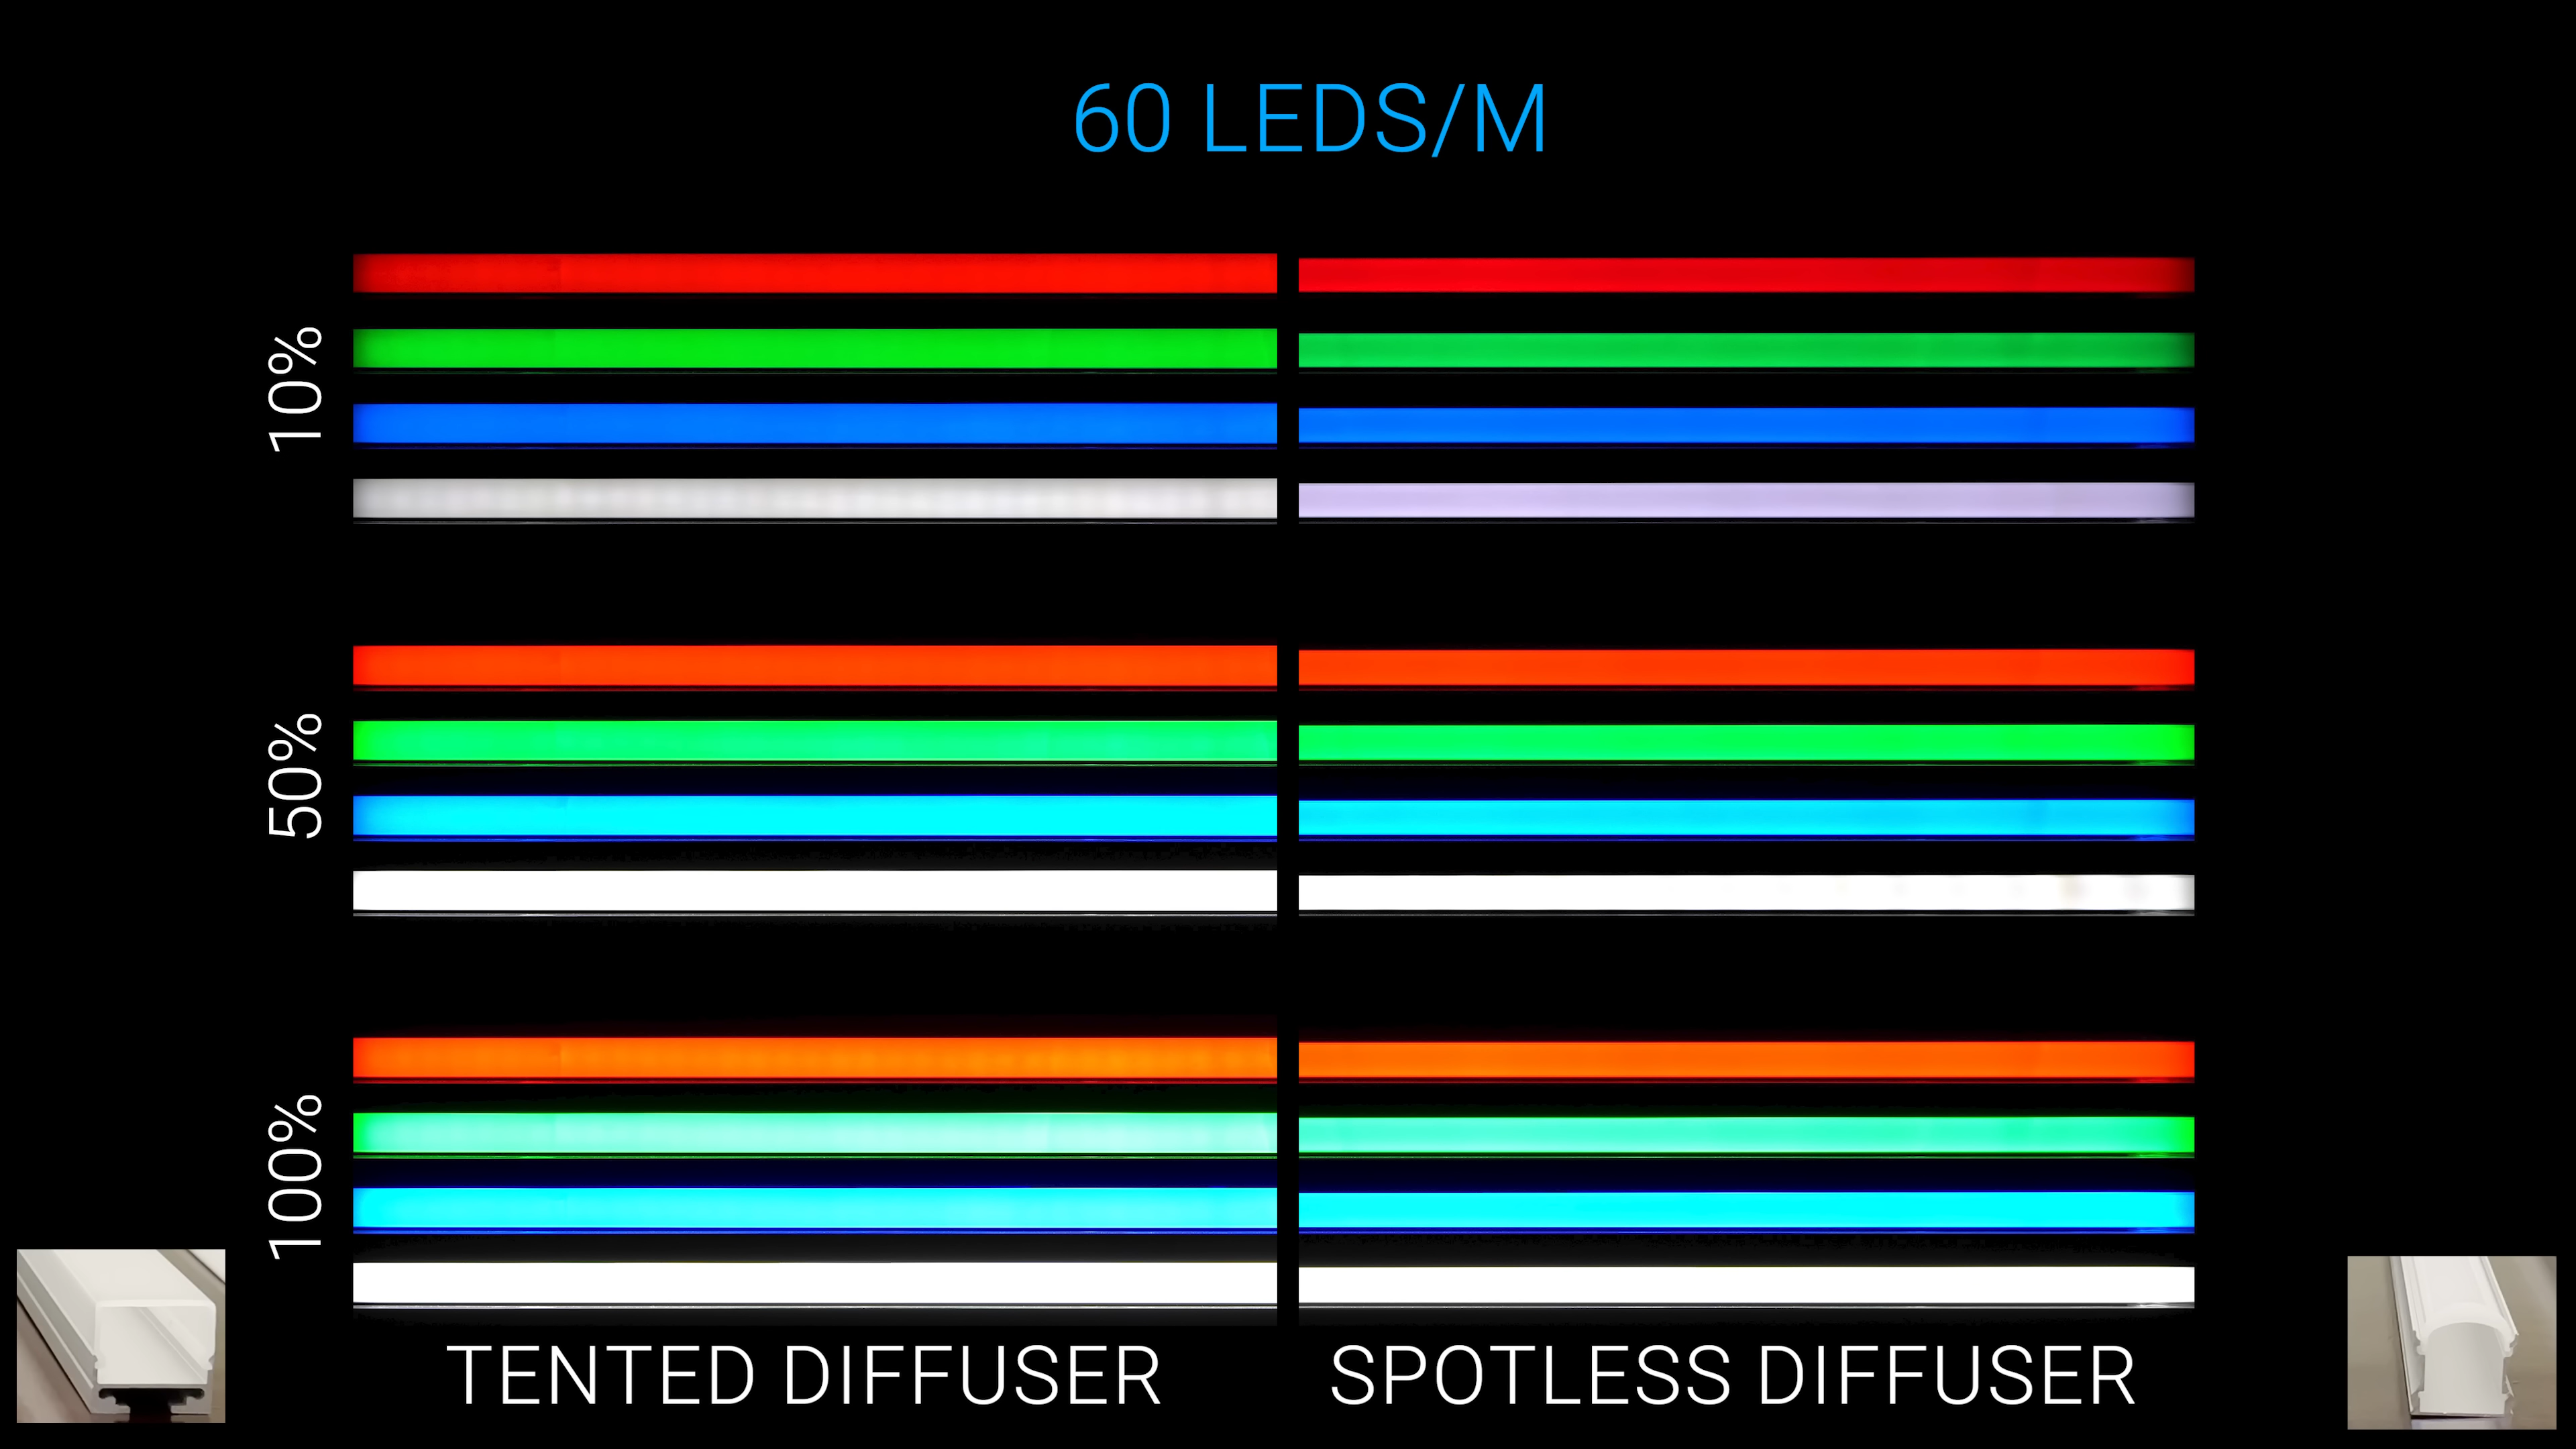 60 LEDS/M
10%
50%
100%
TENTED DIFFUSER
SPOTLESS DIFFUSER